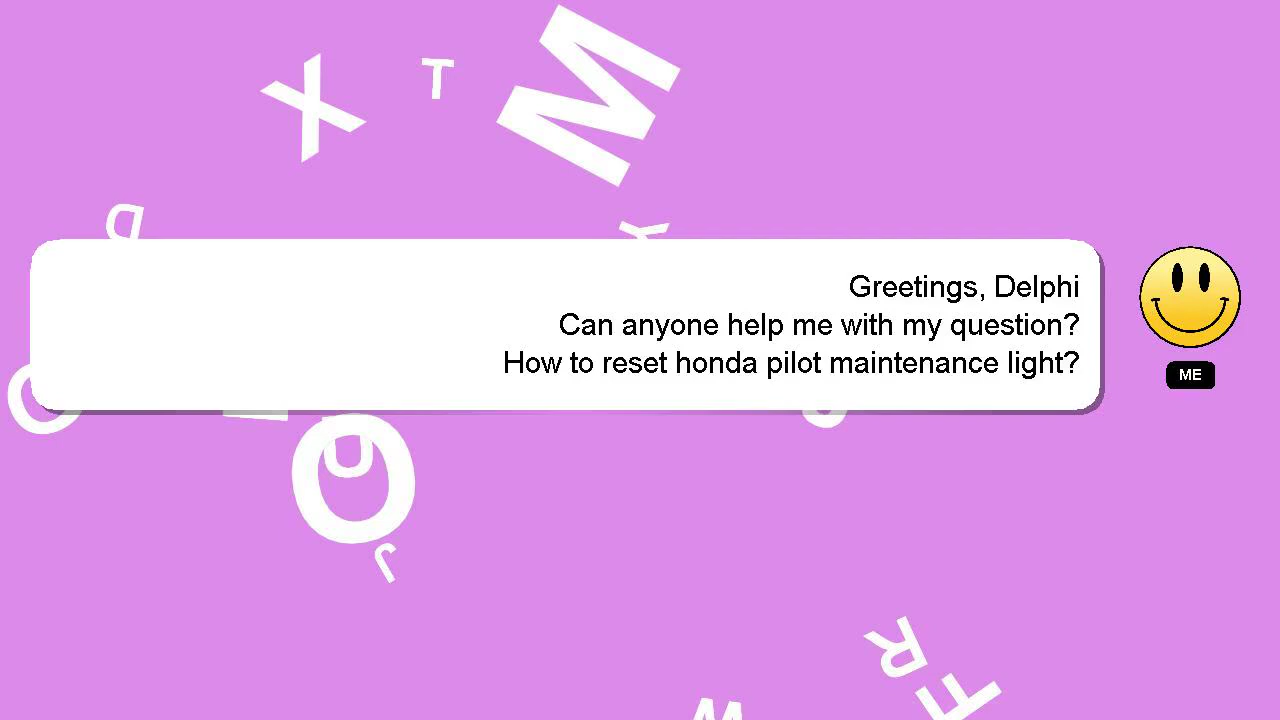 X
T
M
D
Y
Greetings, Delphi
Can anyone help me with my question?
How to reset honda pilot maintenance light?
ME
O
U
J
R
F
W